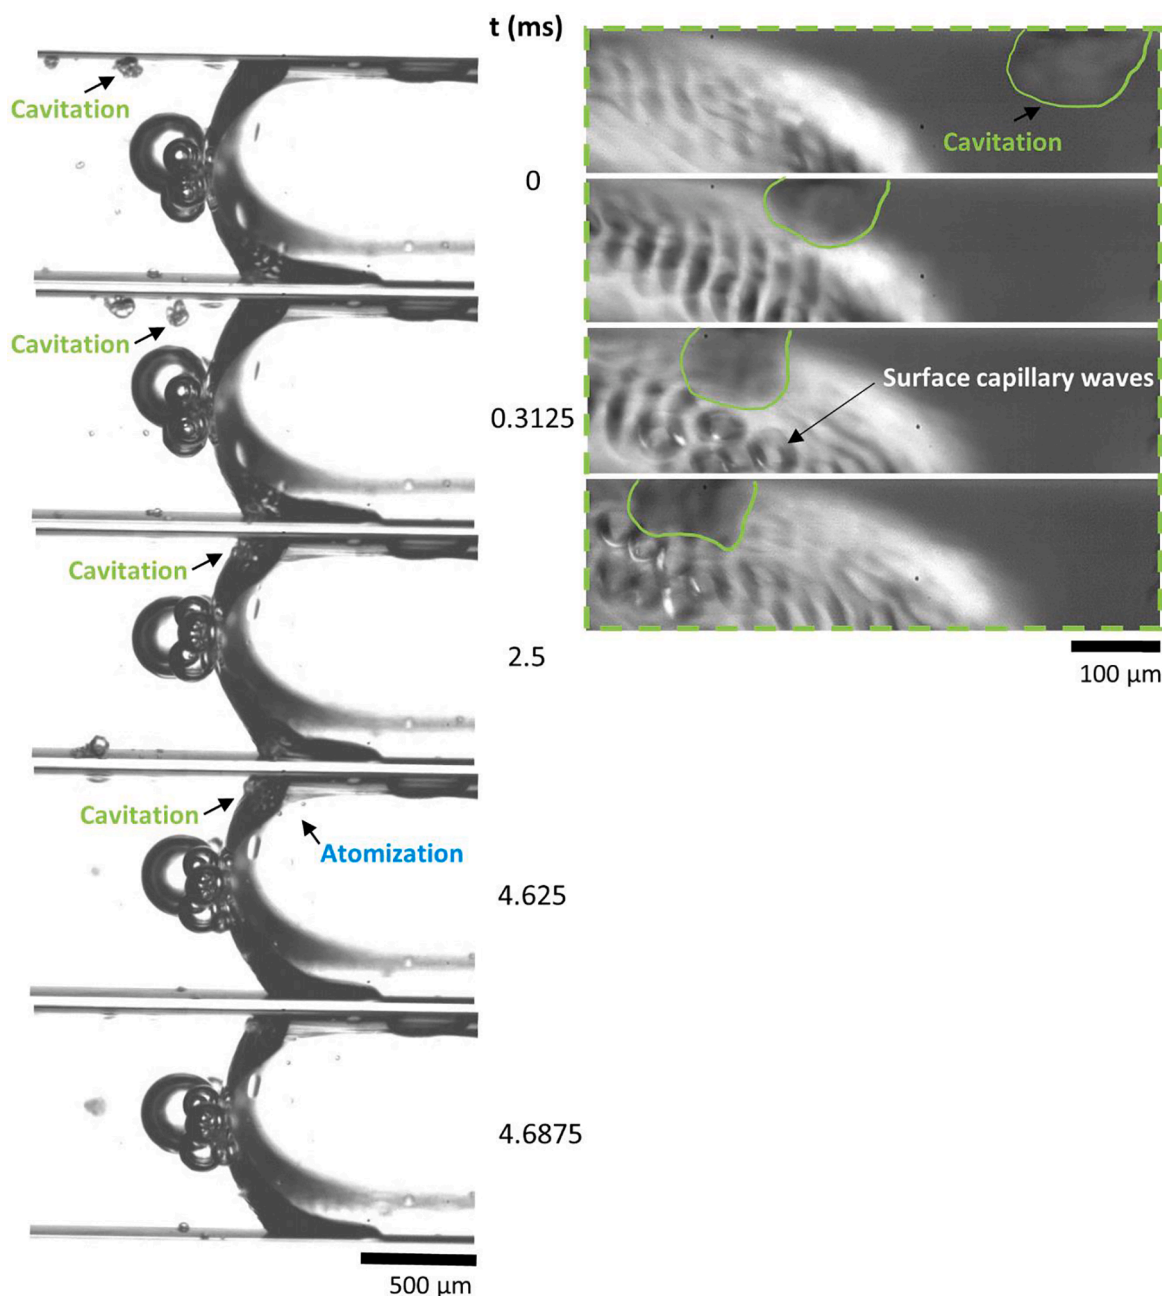 t (ms)
Cavitation
Cavitation
0
Cavitation
0.3125
Surface capillary waves
Cavitation
2.5
100 µm
Cavitation
Atomization
4.625
4.6875
500 µm